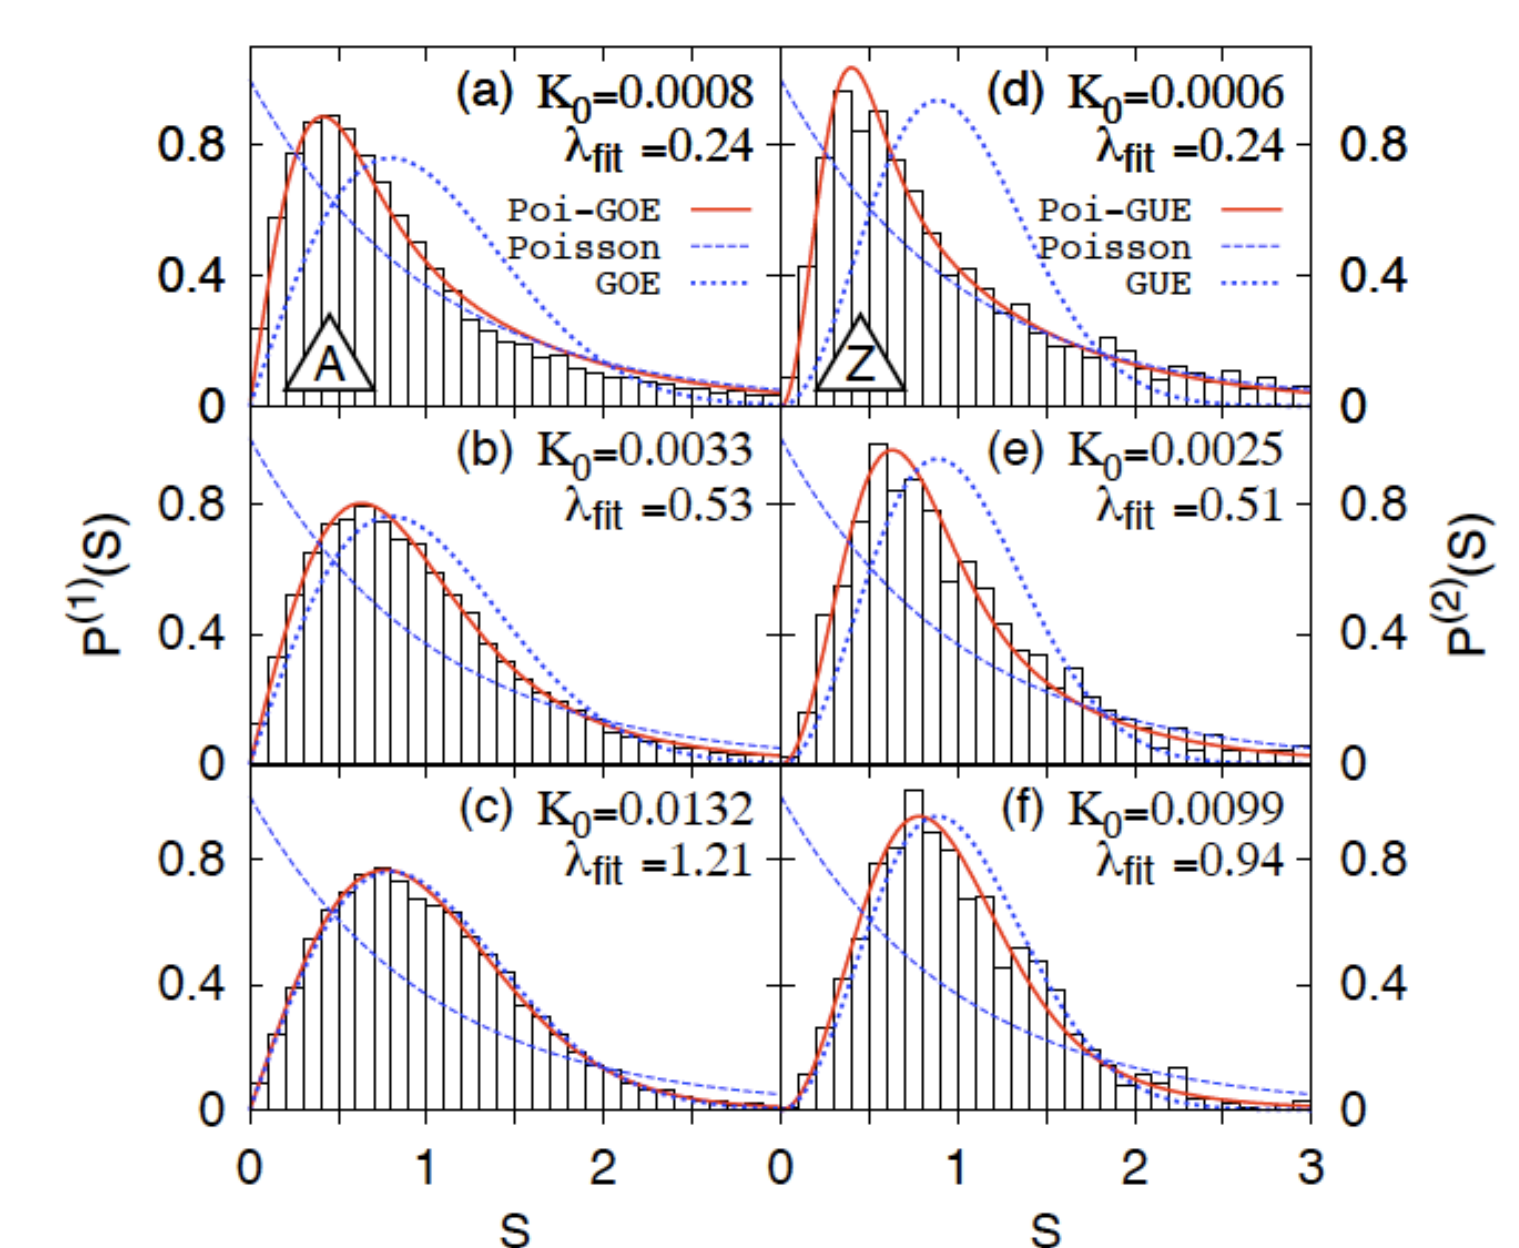 (a) K₀=0.0008
λfit =0.24
Poi-GOE
Poisson
GOE
A
(d) K₀=0.0006
λfit =0.24
Poi-GUE
Poisson
GUE
Z
0.8
0.4
0
0.8
0.4
0
(b) K₀=0.0033
λfit =0.53
(e) K₀=0.0025
λfit =0.51
0.8
0.4
0
0.8
0.4
0
P⁽¹⁾(S)
P⁽²⁾(S)
(c) K₀=0.0132
λfit =1.21
(f) K₀=0.0099
λfit =0.94
0.8
0.4
0
0.8
0.4
0
0 1 2 0 1 2 3
S
S